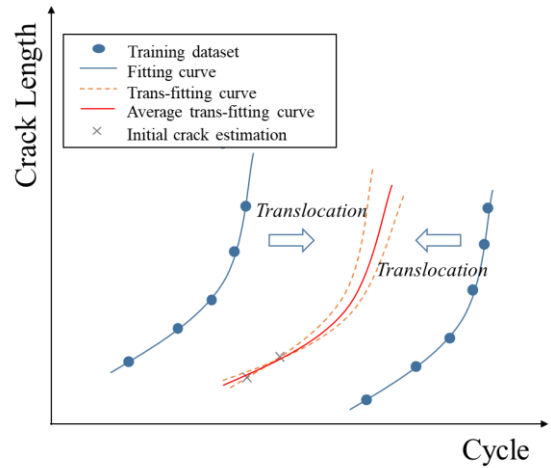 Crack Length
Training dataset
Fitting curve
Trans-fitting curve
Average trans-fitting curve
Initial crack estimation
Translocation
Translocation
Cycle